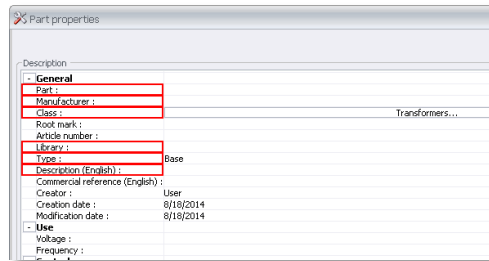 Part properties
Description
- General
Part :
Manufacturer :
Class : Transformers...
Root mark :
Article number :
Library :
Type : Base
Description (English) :
Commercial reference (English) :
Creator : User
Creation date : 8/18/2014
Modification date : 8/18/2014
- Use
Voltage :
Frequency :